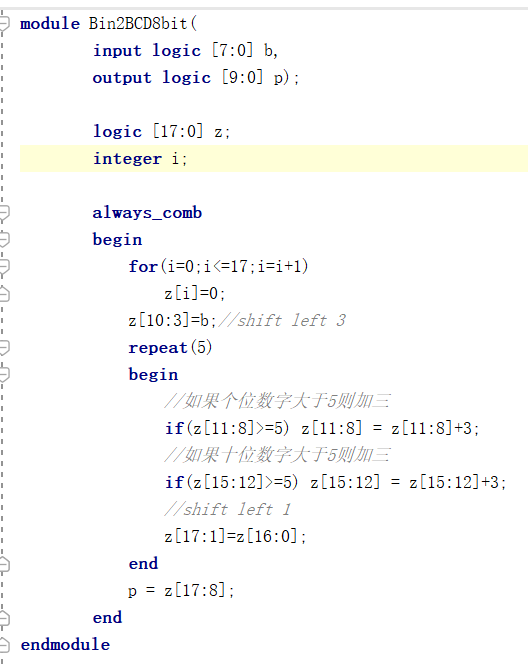 module Bin2BCD8bit(
input logic [7:0] b,
output logic [9:0] p);
logic [17:0] z;
integer i;
always_comb
begin
for(i=0;i<=17;i=i+1)
z[i]=0;
z[10:3]=b;//shift left 3
repeat(5)
begin
//如果个位数字大于5则加三
if(z[11:8]>=5) z[11:8] = z[11:8]+3;
//如果十位数字大于5则加三
if(z[15:12]>=5) z[15:12] = z[15:12]+3;
//shift left 1
z[17:1]=z[16:0];
end
p = z[17:8];
end
endmodule